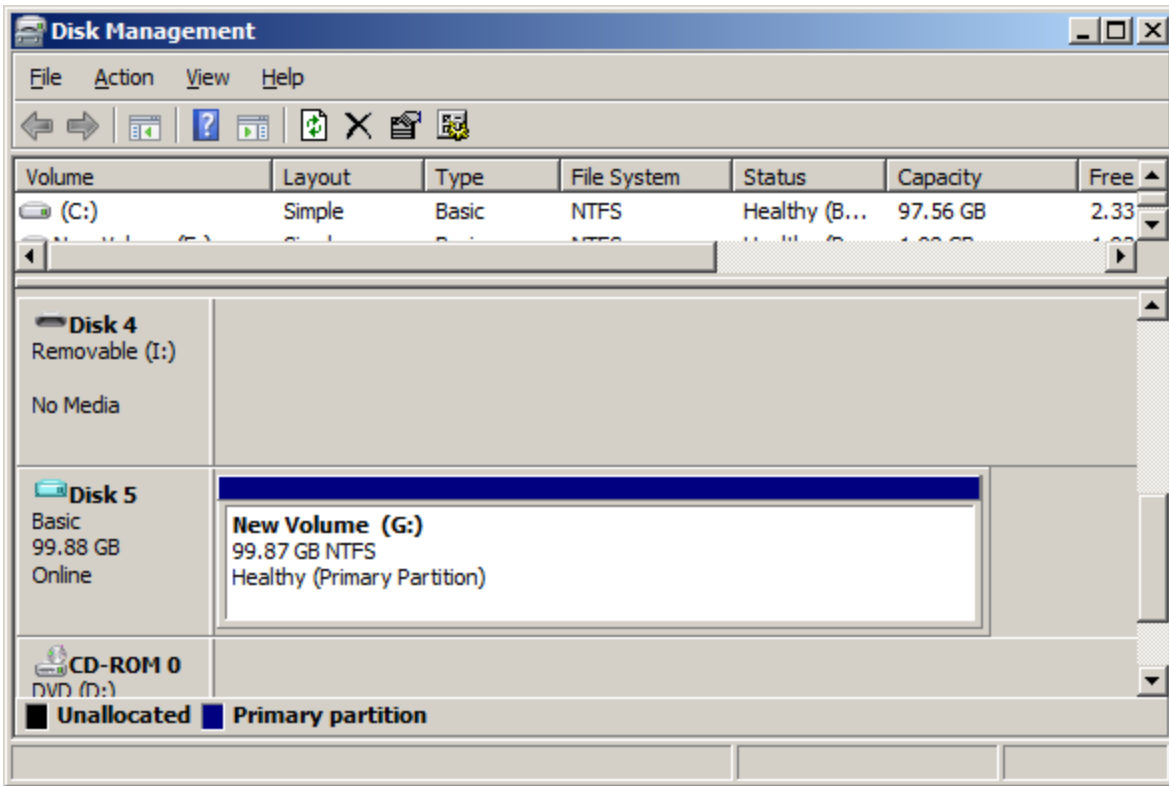 Disk Management
File Action View Help
Volume Layout Type File System Status Capacity Free
(C:) Simple Basic NTFS Healthy (B... 97.56 GB 2.33
Disk 4
Removable (I:)
No Media
Disk 5
Basic
99.88 GB
Online
New Volume (G:)
99.87 GB NTFS
Healthy (Primary Partition)
CD-ROM 0
DVD (D:)
Unallocated Primary partition